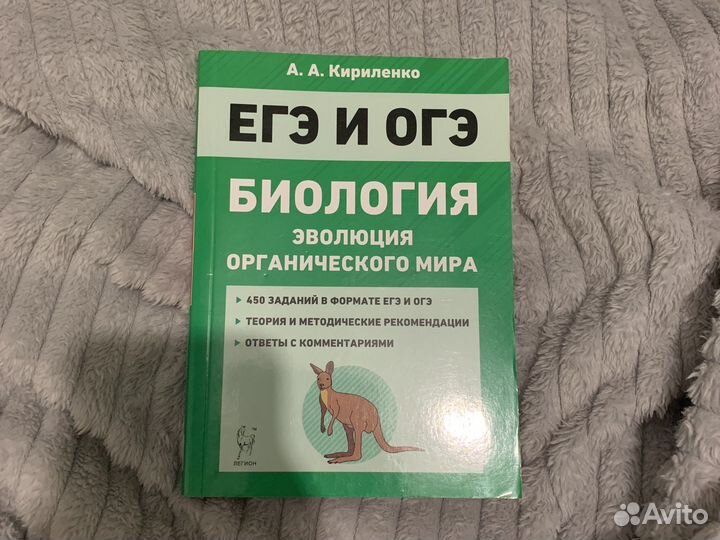 А. А. Кириленко
ЕГЭ И ОГЭ
БИОЛОГИЯ
ЭВОЛЮЦИЯ
ОРГАНИЧЕСКОГО МИРА
450 ЗАДАНИЙ В ФОРМАТЕ ЕГЭ И ОГЭ
ТЕОРИЯ И МЕТОДИЧЕСКИЕ РЕКОМЕНДАЦИИ
ОТВЕТЫ С КОММЕНТАРИЯМИ
ЛЕГИОН
Avito